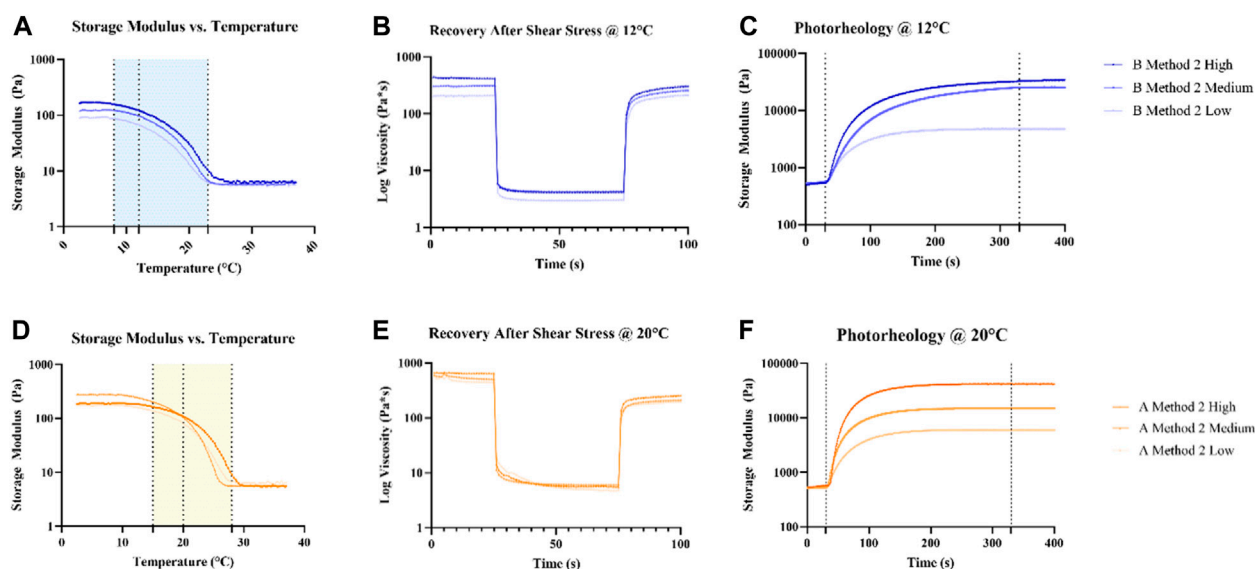 A
Storage Modulus vs. Temperature
Storage Modulus (Pa)
1000
100
10
1
0
10
20
30
40
Temperature (°C)
B
Recovery After Shear Stress @ 12°C
Log Viscosity (Pa*s)
1000
100
10
1
0
50
100
Time (s)
C
Photorheology @ 12°C
Storage Modulus (Pa)
100000
10000
1000
100
0
100
200
300
400
Time (s)
B Method 2 High
B Method 2 Medium
B Method 2 Low
D
Storage Modulus vs. Temperature
Storage Modulus (Pa)
1000
100
10
1
0
10
20
30
40
Temperature (°C)
E
Recovery After Shear Stress @ 20°C
Log Viscosity (Pa*s)
1000
100
10
1
0
50
100
Time (s)
F
Photorheology @ 20°C
Storage Modulus (Pa)
100000
10000
1000
100
0
100
200
300
400
Time (s)
A Method 2 High
A Method 2 Medium
A Method 2 Low